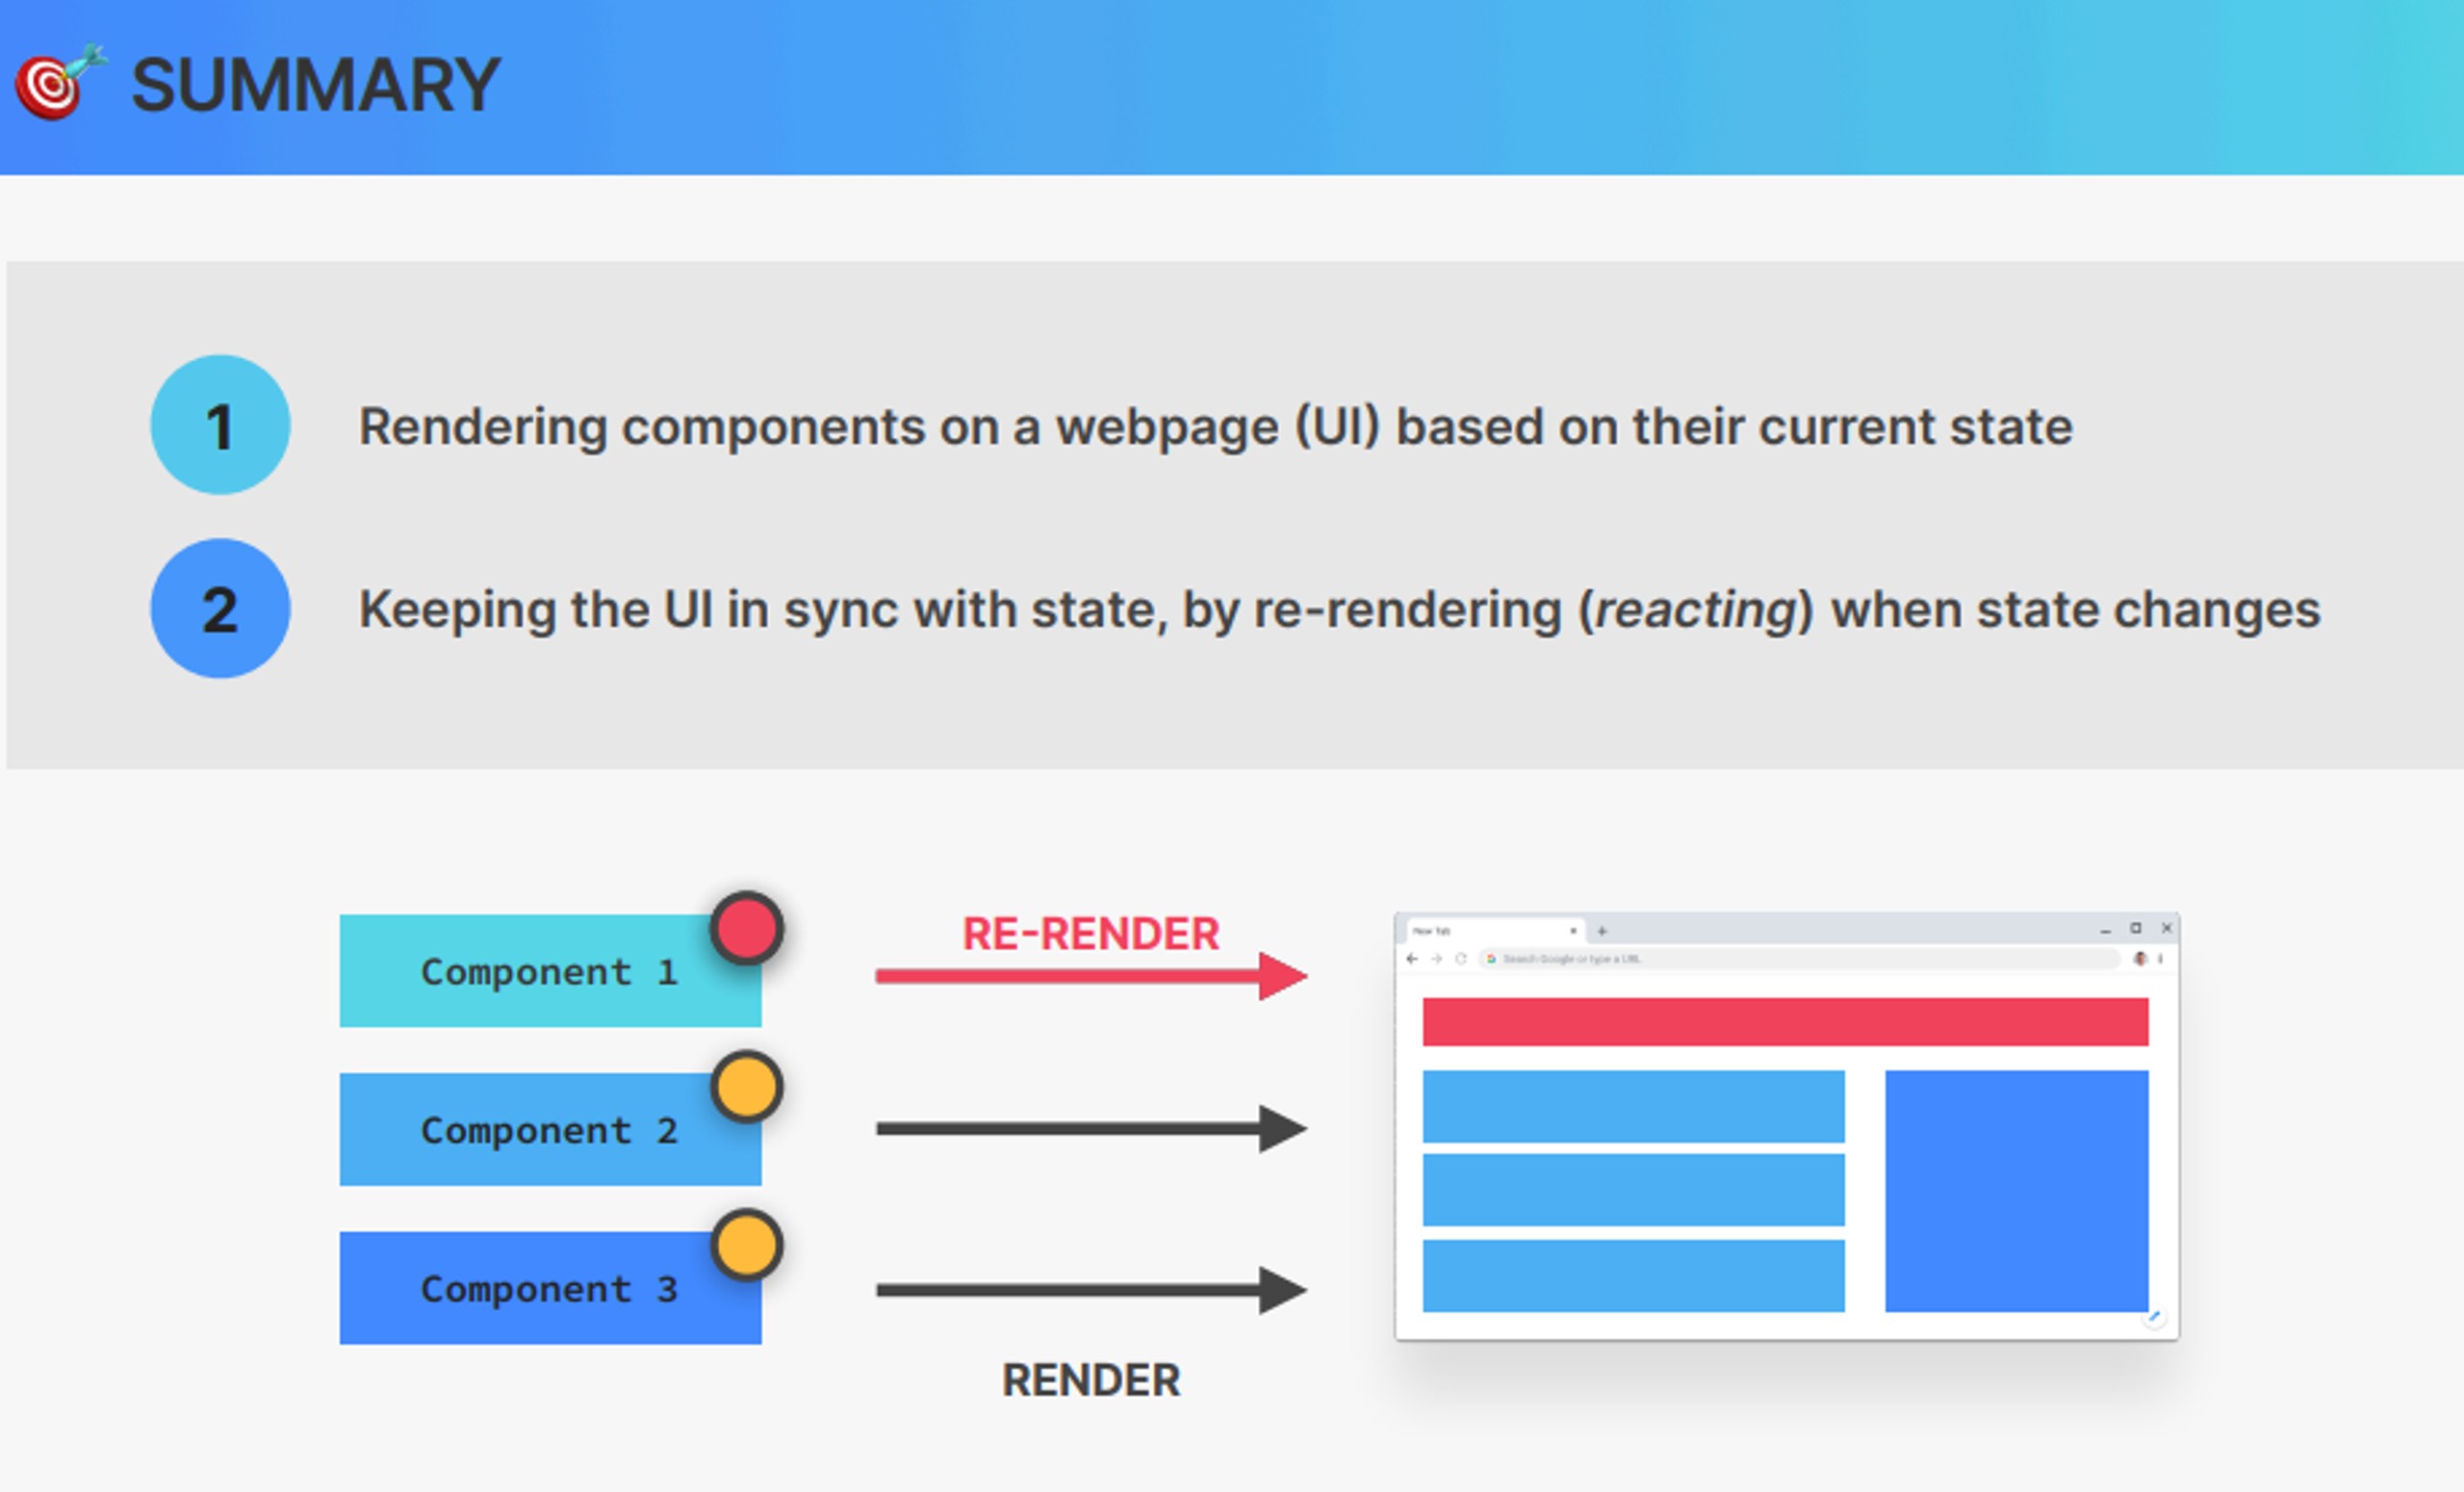 SUMMARY
1 Rendering components on a webpage (UI) based on their current state
2 Keeping the UI in sync with state, by re-rendering (reacting) when state changes
Component 1
RE-RENDER
Component 2
Component 3
RENDER
New Tab
Search Google or type a URL